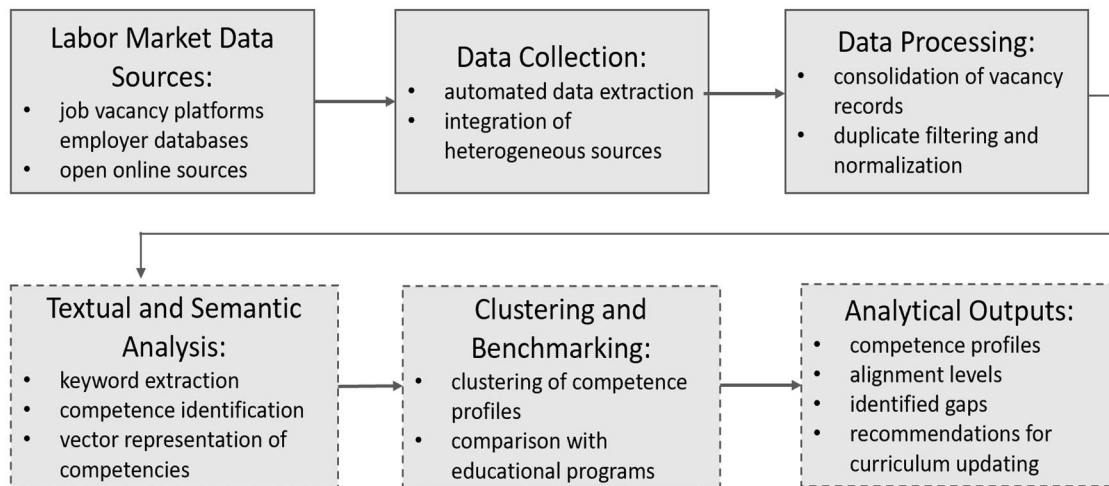 Labor Market Data
Sources:
• job vacancy platforms
employer databases
• open online sources
Data Collection:
• automated data extraction
• integration of
heterogeneous sources
Data Processing:
• consolidation of vacancy
records
• duplicate filtering and
normalization
Textual and Semantic
Analysis:
• keyword extraction
• competence identification
• vector representation of
competencies
Clustering and
Benchmarking:
• clustering of competence
profiles
• comparison with
educational programs
Analytical Outputs:
• competence profiles
• alignment levels
• identified gaps
• recommendations for
curriculum updating